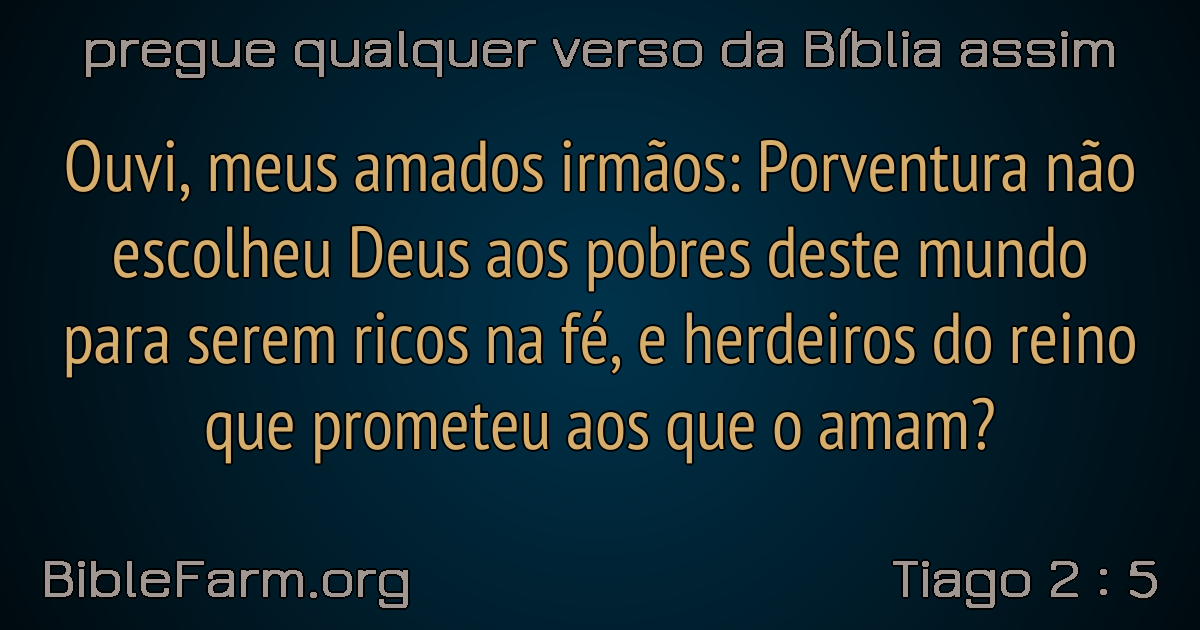 pregue qualquer verso da Bíblia assim
Ouvi, meus amados irmãos: Porventura não
escolheu Deus aos pobres deste mundo
para serem ricos na fé, e herdeiros do reino
que prometeu aos que o amam?
BibleFarm.org
Tiago 2 : 5